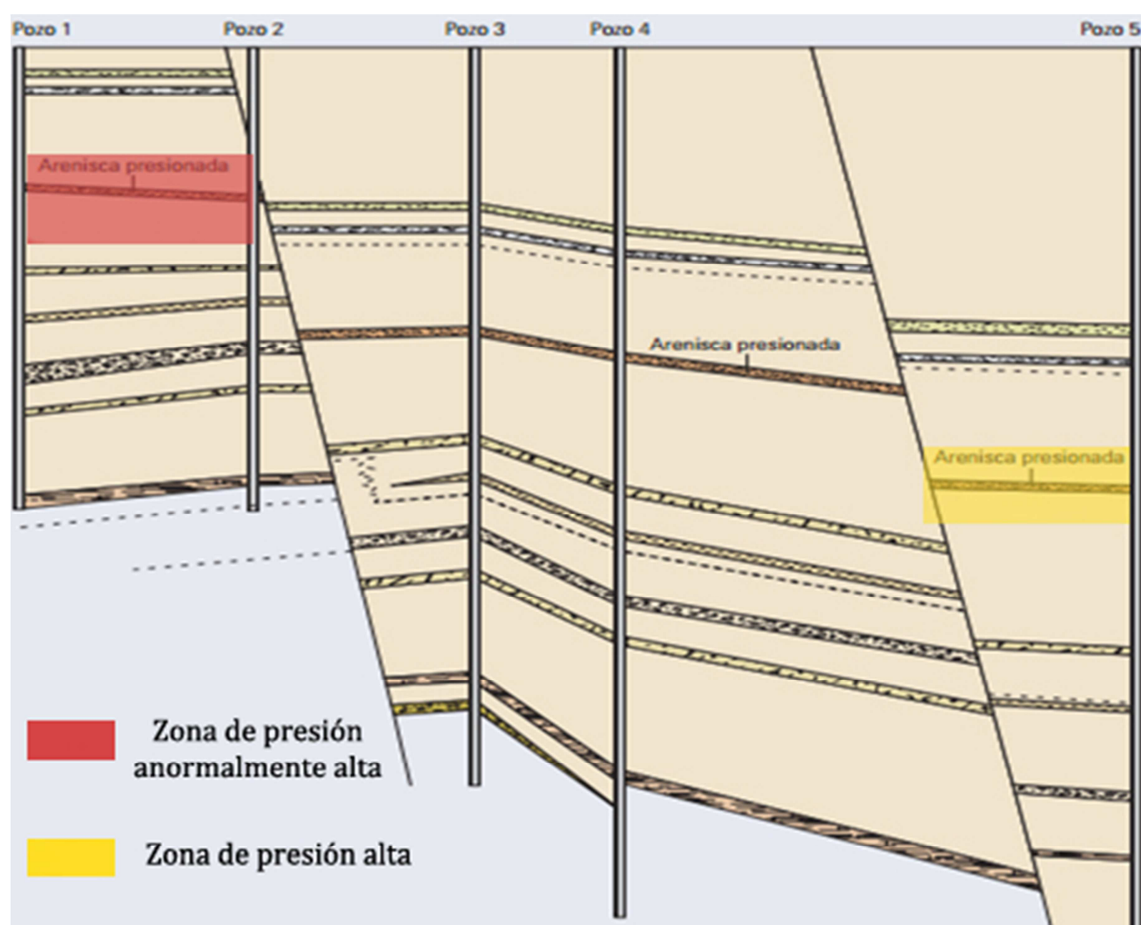 Pozo 1
Pozo 2
Pozo 3
Pozo 4
Pozo 5
Arenisca presionada
Arenisca presionada
Arenisca presionada
Zona de presión
anormalmente alta
Zona de presión alta